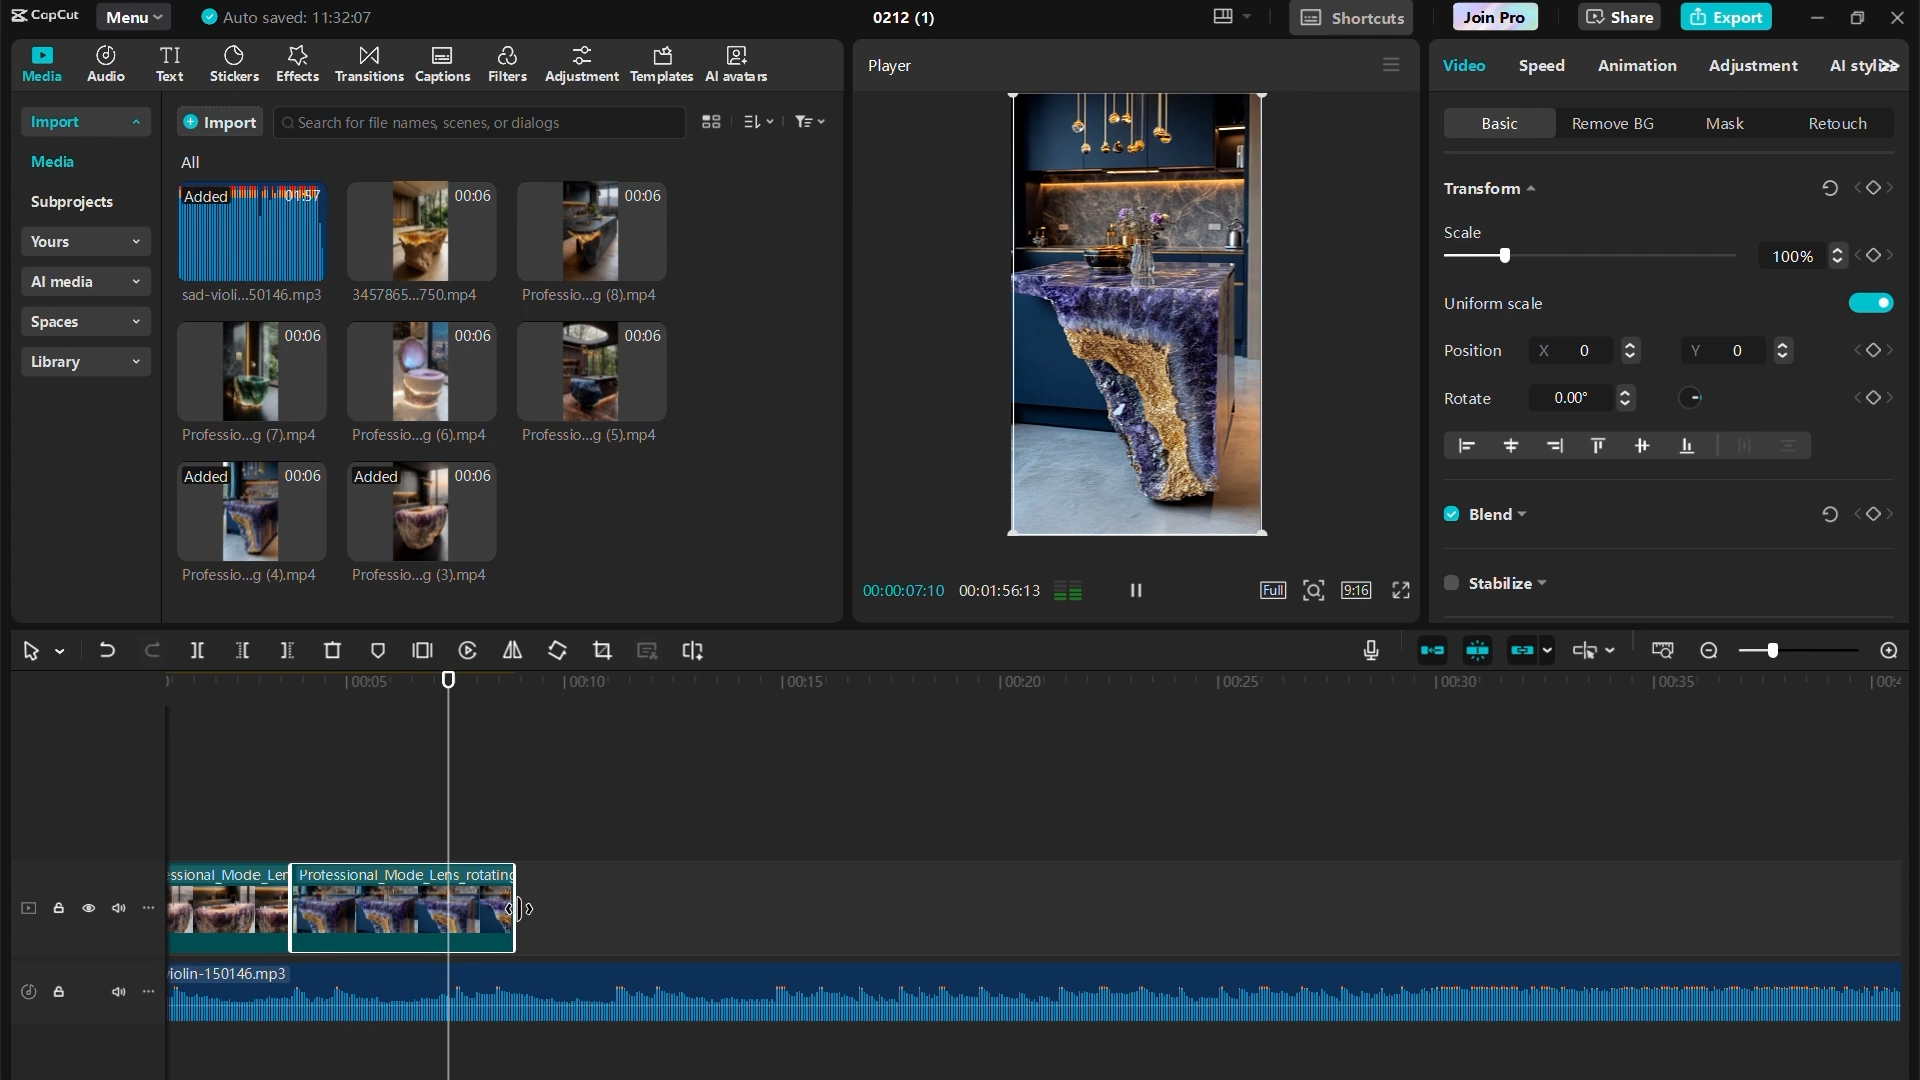 CapCut
Menu
Auto saved: 11:32:07
0212 (1)
Shortcuts
Join Pro
Share
Export
Media
Audio
Text
Stickers
Effects
Transitions
Captions
Filters
Adjustment
Templates
AI avatars
Player
Video
Speed
Animation
Adjustment
Import
Media
Subprojects
Yours
AI media
Spaces
Library
Import
Search for file names, scenes, or dialogs
All
Added
01:57
00:06
00:06
sad-violi...50146.mp3
3457865...750.mp4
Professio...g (8).mp4
00:06
00:06
00:06
Professio...g (7).mp4
Professio...g (6).mp4
Professio...g (5).mp4
Added
00:06
Added
00:06
Professio...g (4).mp4
Professio...g (3).mp4
00:00:07:10
00:01:56:13
Full
9:16
Basic
Remove BG
Mask
Retouch
Transform
Scale
100%
Uniform scale
Position
X 0
Y 0
Rotate
0.00°
Blend
Stabilize
00:05
00:10
00:15
00:20
00:25
00:30
00:35
00:4
essional_Mode_Len
Professional_Mode_Lens_rotating
violin-150146.mp3